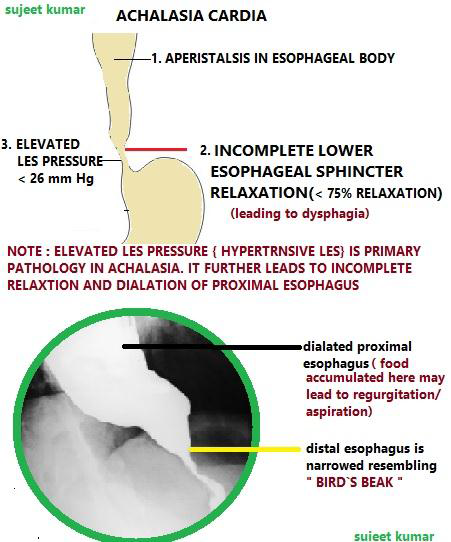 sujeet kumar
ACHALASIA CARDIA
1. APERISTALSIS IN ESOPHAGEAL BODY
3. ELEVATED
LES PRESSURE
< 26 mm Hg
2. INCOMPLETE LOWER
ESOPHAGEAL SPHINCTER
RELAXATION(< 75% RELAXATION)
(leading to dysphagia)
NOTE : ELEVATED LES PRESSURE { HYPERTRNSIVE LES} IS PRIMARY
PATHOLOGY IN ACHALASIA. IT FURTHER LEADS TO INCOMPLETE
RELAXTION AND DIALATION OF PROXIMAL ESOPHAGUS
dialated proximal
esophagus ( food
accumulated here may
lead to regurgitation/
aspiration)
distal esophagus is
narrowed resembling
" BIRD`S BEAK "
sujeet kumar